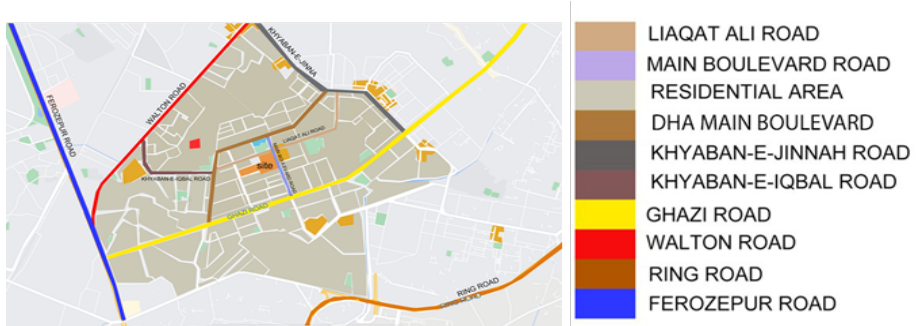 KHYABAN-E-JINNA
WALTON ROAD
FEROZEPUR ROAD
LIAQAT ALI ROAD
site
KHYABAN-E-IQBAL ROAD
GHAZI ROAD
RING ROAD
LIAQAT ALI ROAD
MAIN BOULEVARD ROAD
RESIDENTIAL AREA
DHA MAIN BOULEVARD
KHYABAN-E-JINNAH ROAD
KHYABAN-E-IQBAL ROAD
GHAZI ROAD
WALTON ROAD
RING ROAD
FEROZEPUR ROAD